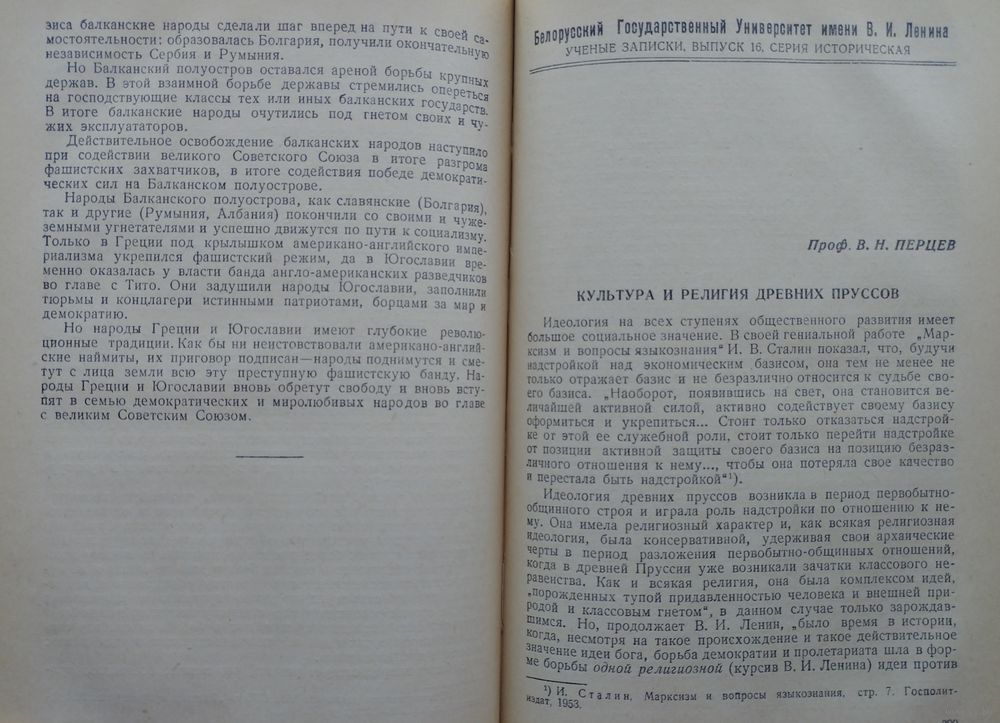 зиса балканские народы сделали шаг вперед на пути к своей са-
мостоятельности: образовалась Болгария, получили окончательную
независимость Сербия и Румыния.
Но Балканский полуостров оставался ареной борьбы крупных
держав. В этой взаимной борьбе державы стремились опереться
на господствующие классы тех или иных балканских государств.
В итоге балканские народы очутились под гнетом своих и чу-
жих эксплуататоров.
Действительное освобождение балканских народов наступило
при содействии великого Советского Союза в итоге разгрома
фашистских захватчиков, в итоге содействия победе демократи-
ческих сил на Балканском полуострове.
Народы Балканского полуострова, как славянские (Болгария),
так и другие (Румыния, Албания) покончили со своими и чуже-
земными угнетателями и успешно движутся по пути к социализму.
Только в Греции под крылышком американо-английского импе-
риализма укрепился фашистский режим, да в Югославии вре-
менно оказалась у власти банда англо-американских разведчиков
во главе с Тито. Они задушили народы Югославии, заполнили
тюрьмы и концлагери истинными патриотами, борцами за мир и
демократию.
Но народы Греции и Югославии имеют глубокие револю-
ционные традиции. Как бы ни неистовствовали американо-англий-
ские наймиты, их приговор подписан—народы поднимутся и сме-
тут с лица земли всю эту преступную фашистскую банду. На-
роды Греции и Югославии вновь обретут свободу и вновь всту-
пят в семью демократических и миролюбивых народов во главе
с великим Советским Союзом.
Белорусский Государственный Университет имени В. И. Ленина
УЧЕНЫЕ ЗАПИСКИ, ВЫПУСК 16, СЕРИЯ ИСТОРИЧЕСКАЯ
Проф. В. Н. ПЕРЦЕВ
КУЛЬТУРА И РЕЛИГИЯ ДРЕВНИХ ПРУССОВ
Идеология на всех ступенях общественного развития имеет
большое социальное значение. В своей гениальной работе „Мар-
ксизм и вопросы языкознания“ И. В. Сталин показал, что, будучи
надстройкой над экономическим базисом, она тем не менее не
только отражает базис и не безразлично относится к судьбе сво-
его базиса. „Наоборот, появившись на свет, она становится ве-
личайшей активной силой, активно содействует своему базису
оформиться и укрепиться... Стоит только отказаться надстрой-
ке от этой ее служебной роли, стоит только перейти надстройке
от позиции активной защиты своего базиса на позицию безраз-
личного отношения к нему..., чтобы она потеряла свое качество
и перестала быть надстройкой“¹).
Идеология древних пруссов возникла в период первобытно-
общинного строя и играла роль надстройки по отношению к не-
му. Она имела религиозный характер и, как всякая религиозная
идеология, была консервативной, удерживая свои архаические
черты в период разложения первобытно-общинных отношений,
когда в древней Пруссии уже возникали зачатки классового не-
равенства. Как и всякая религия, она была комплексом идей,
„порожденных тупой придавленностью человека и внешней при-
родой и классовым гнетом“, в данном случае только зарождав-
шимся. Но, продолжает В. И. Ленин, „было время в истории,
когда, несмотря на такое происхождение и такое действительное
значение идеи бога, борьба демократии и пролетариата шла в фор-
ме борьбы одной религиозной (курсив В. И. Ленина) идеи против
¹) И. Сталин, Марксизм и вопросы языкознания, стр. 7. Госполит-
издат, 1953.